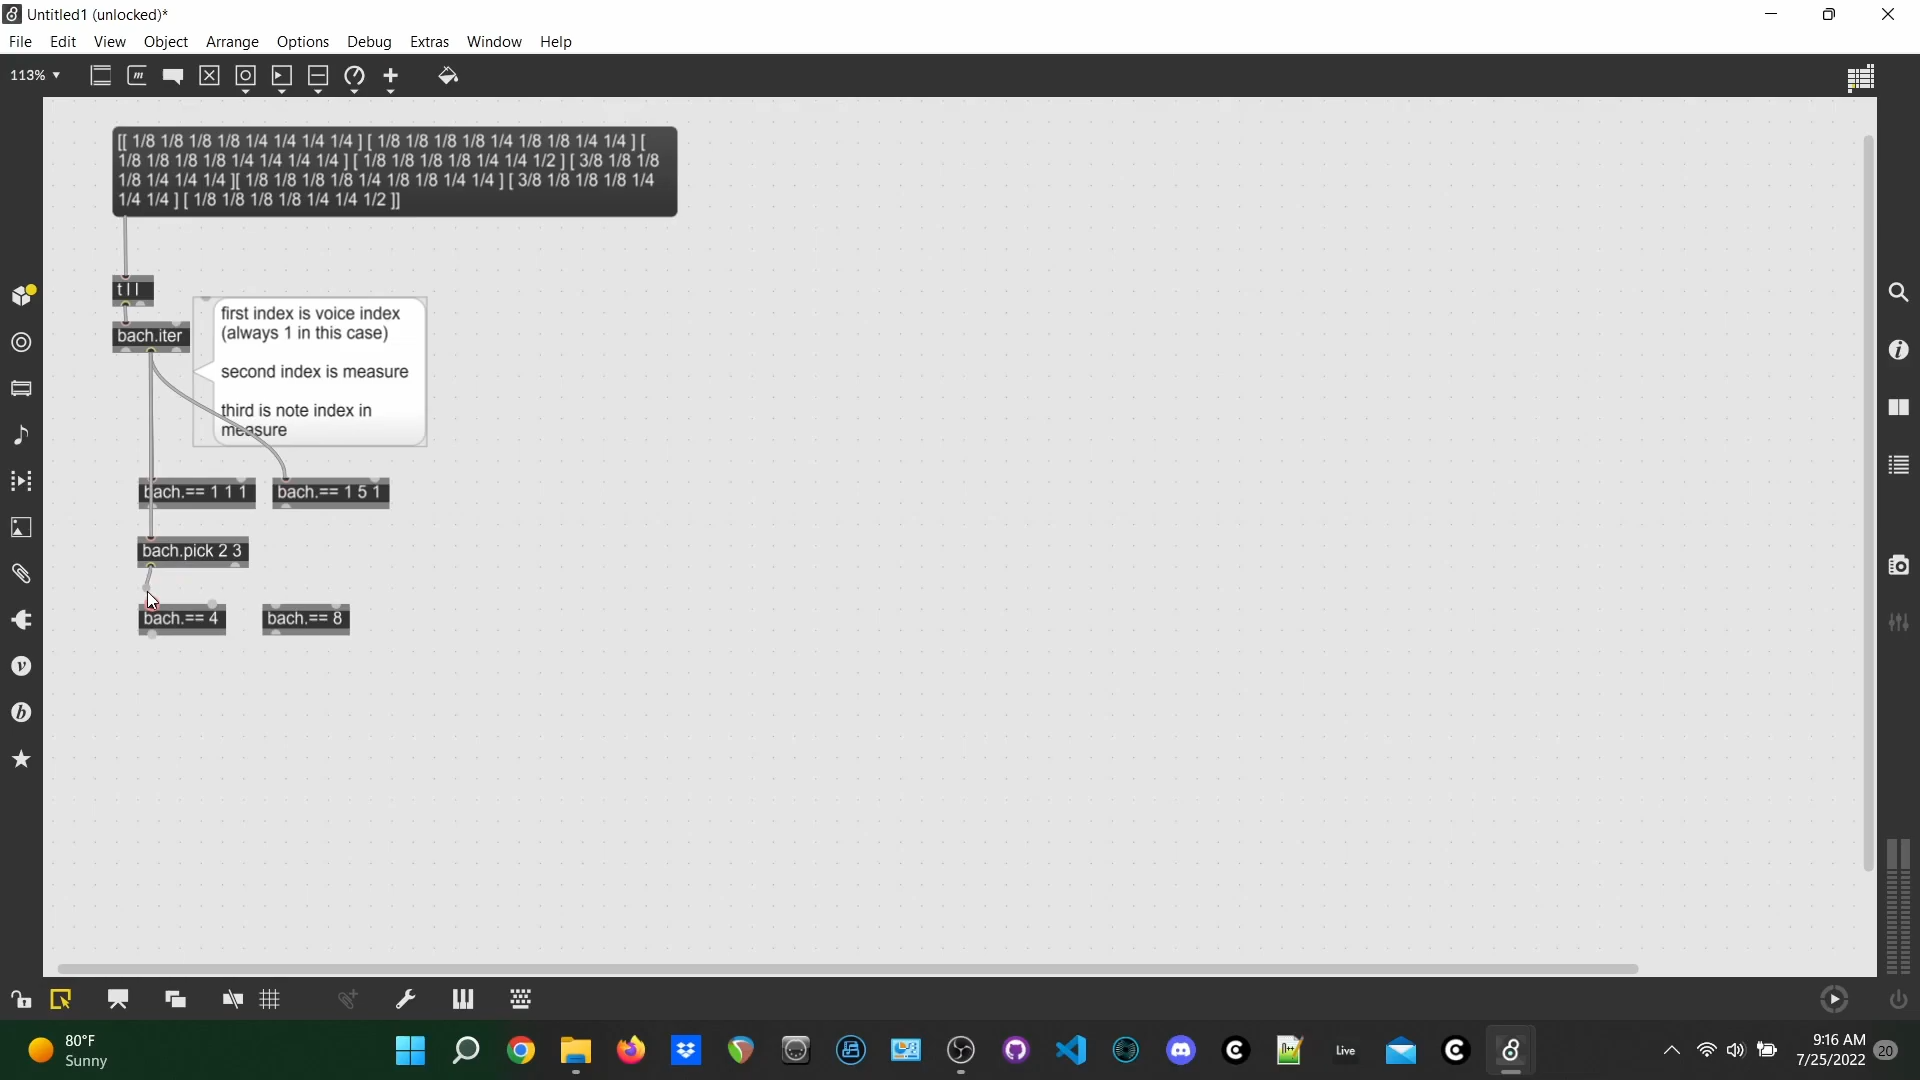 Untitled1 (unlocked)*
File Edit View Object Arrange Options Debug Extras Window Help
113%
[[ 1/8 1/8 1/8 1/8 1/4 1/4 1/4 1/4 ] [ 1/8 1/8 1/8 1/8 1/4 1/8 1/8 1/4 1/4 ] [
1/8 1/8 1/8 1/8 1/4 1/4 1/4 1/4 ] [ 1/8 1/8 1/8 1/8 1/4 1/4 1/2 ] [ 3/8 1/8 1/8
1/8 1/4 1/4 1/4 ][ 1/8 1/8 1/8 1/8 1/4 1/8 1/8 1/4 1/4 ] [ 3/8 1/8 1/8 1/8 1/4
1/4 1/4 ] [ 1/8 1/8 1/8 1/8 1/4 1/4 1/2 ]]
t l l
bach.iter
first index is voice index
(always 1 in this case)
second index is measure
third is note index in
measure
bach.== 1 1 1
bach.== 1 5 1
bach.pick 2 3
bach.== 4
bach.== 8
80°F
Sunny
Live
9:16 AM
7/25/2022
20